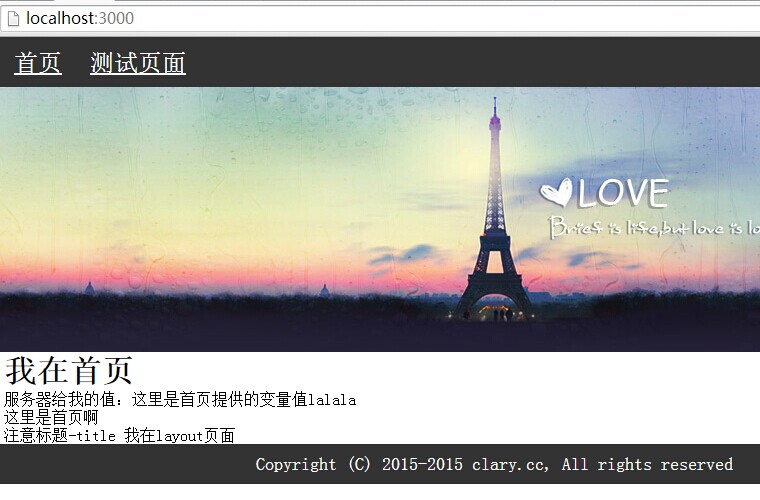 localhost:3000
首页 测试页面
LOVE
Brief is life,but love is lo
我在首页
服务器给我的值：这里是首页提供的变量值lalala
这里是首页啊
注意标题-title 我在layout页面
Copyright (C) 2015-2015 clary.cc, All rights reserved